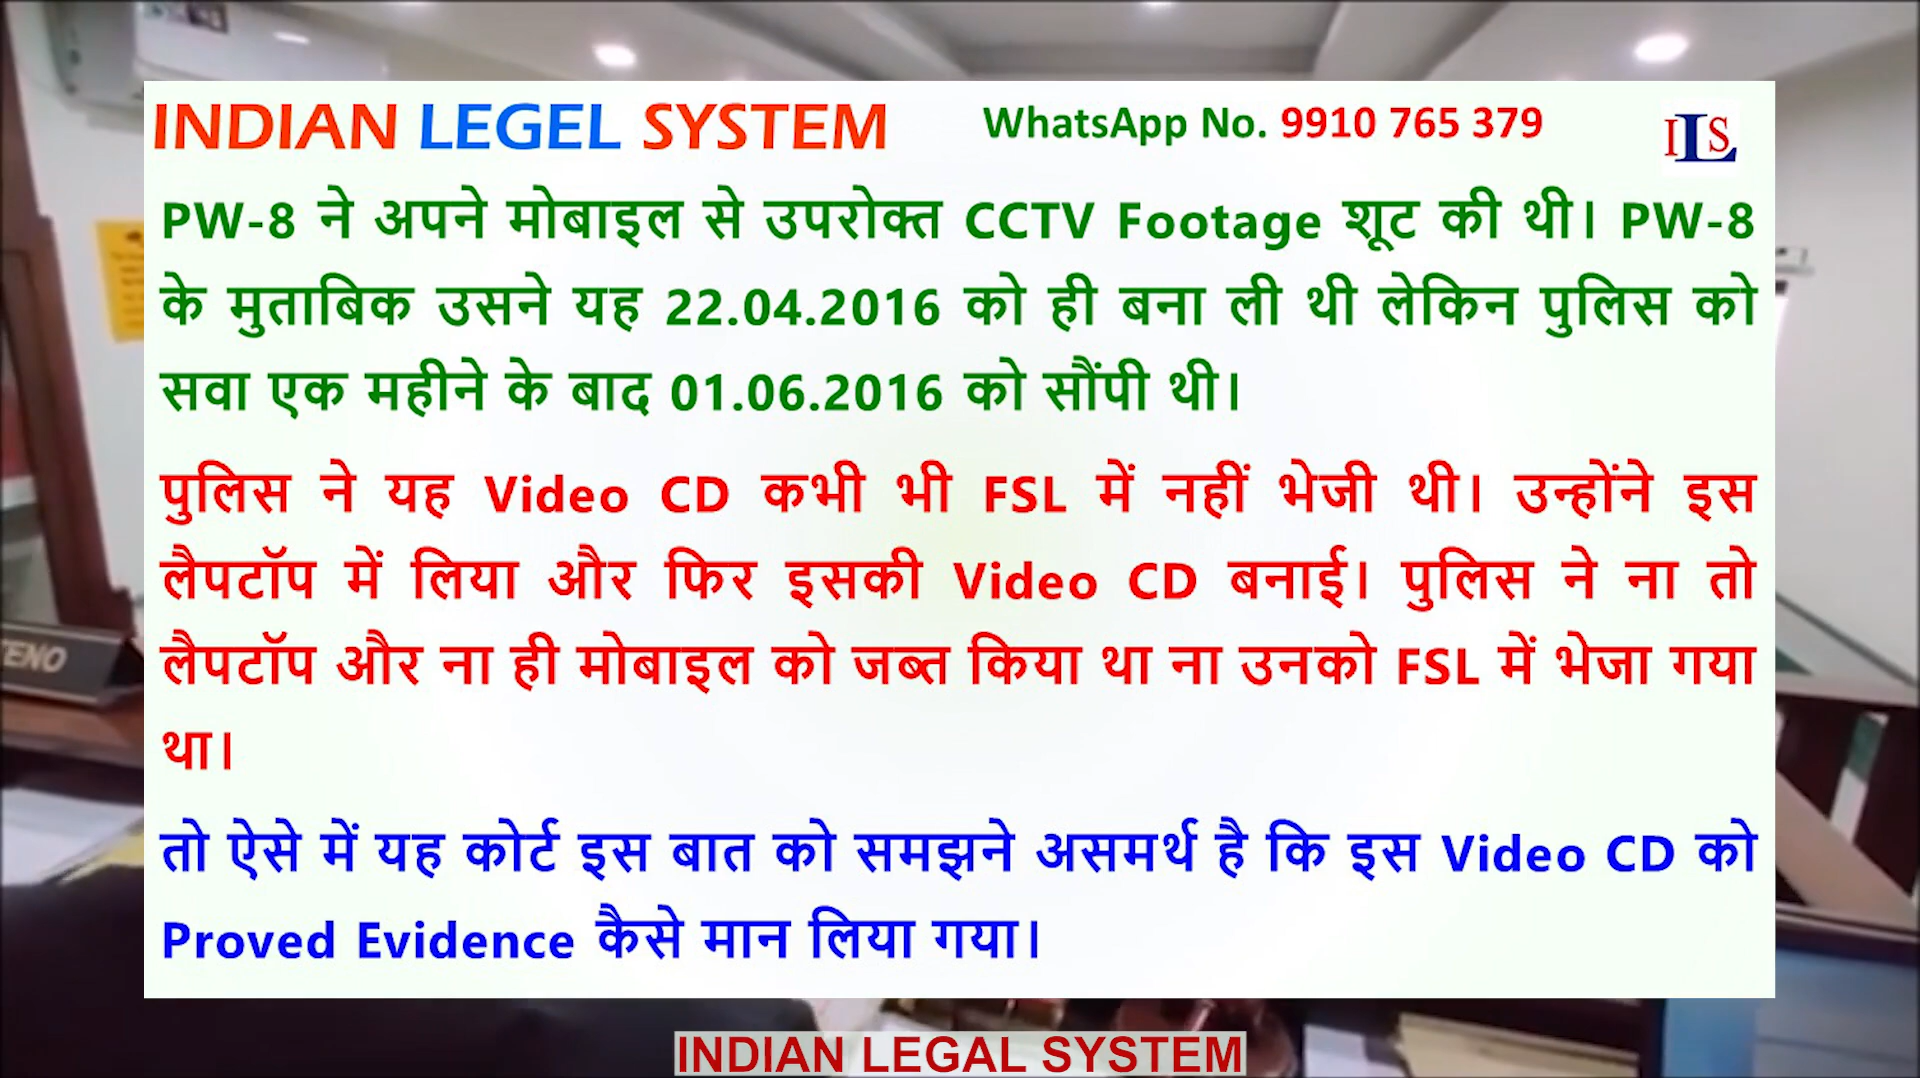 INDIAN LEGEL SYSTEM WhatsApp No. 9910 765 379 ILS
PW-8 ने अपने मोबाइल से उपरोक्त CCTV Footage शूट की थी। PW-8
के मुताबिक उसने यह 22.04.2016 को ही बना ली थी लेकिन पुलिस को
सवा एक महीने के बाद 01.06.2016 को सौंपी थी।
पुलिस ने यह Video CD कभी भी FSL में नहीं भेजी थी। उन्होंने इस
लैपटॉप में लिया और फिर इसकी Video CD बनाई। पुलिस ने ना तो
लैपटॉप और ना ही मोबाइल को जब्त किया था ना उनको FSL में भेजा गया
था।
तो ऐसे में यह कोर्ट इस बात को समझने असमर्थ है कि इस Video CD को
Proved Evidence कैसे मान लिया गया।
INDIAN LEGAL SYSTEM